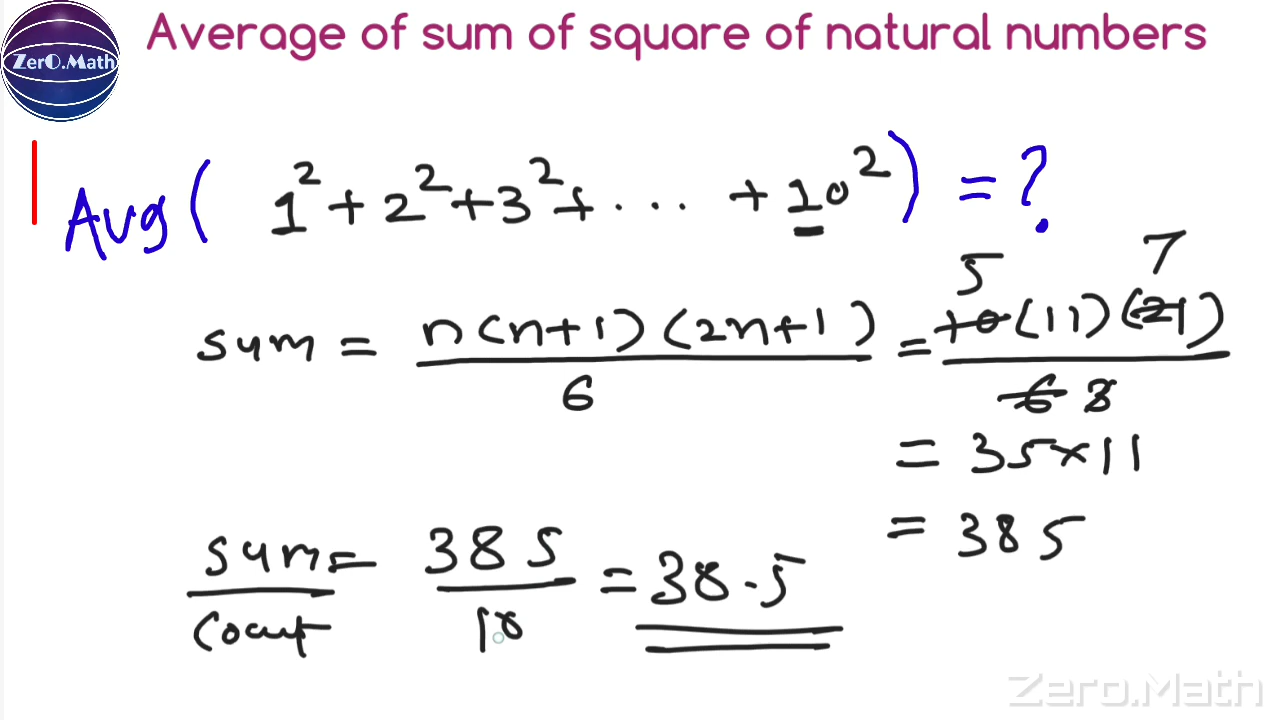 ZerO.Math
Average of sum of square of natural numbers
Avg( 1² + 2² + 3² + ... + 10² ) = ?
5 7
sum = n(n+1)(2n+1) = 10(11)(21)
6 6 3
= 35×11
= 385
sum = 385 = 38.5
count 10
Zero.Math